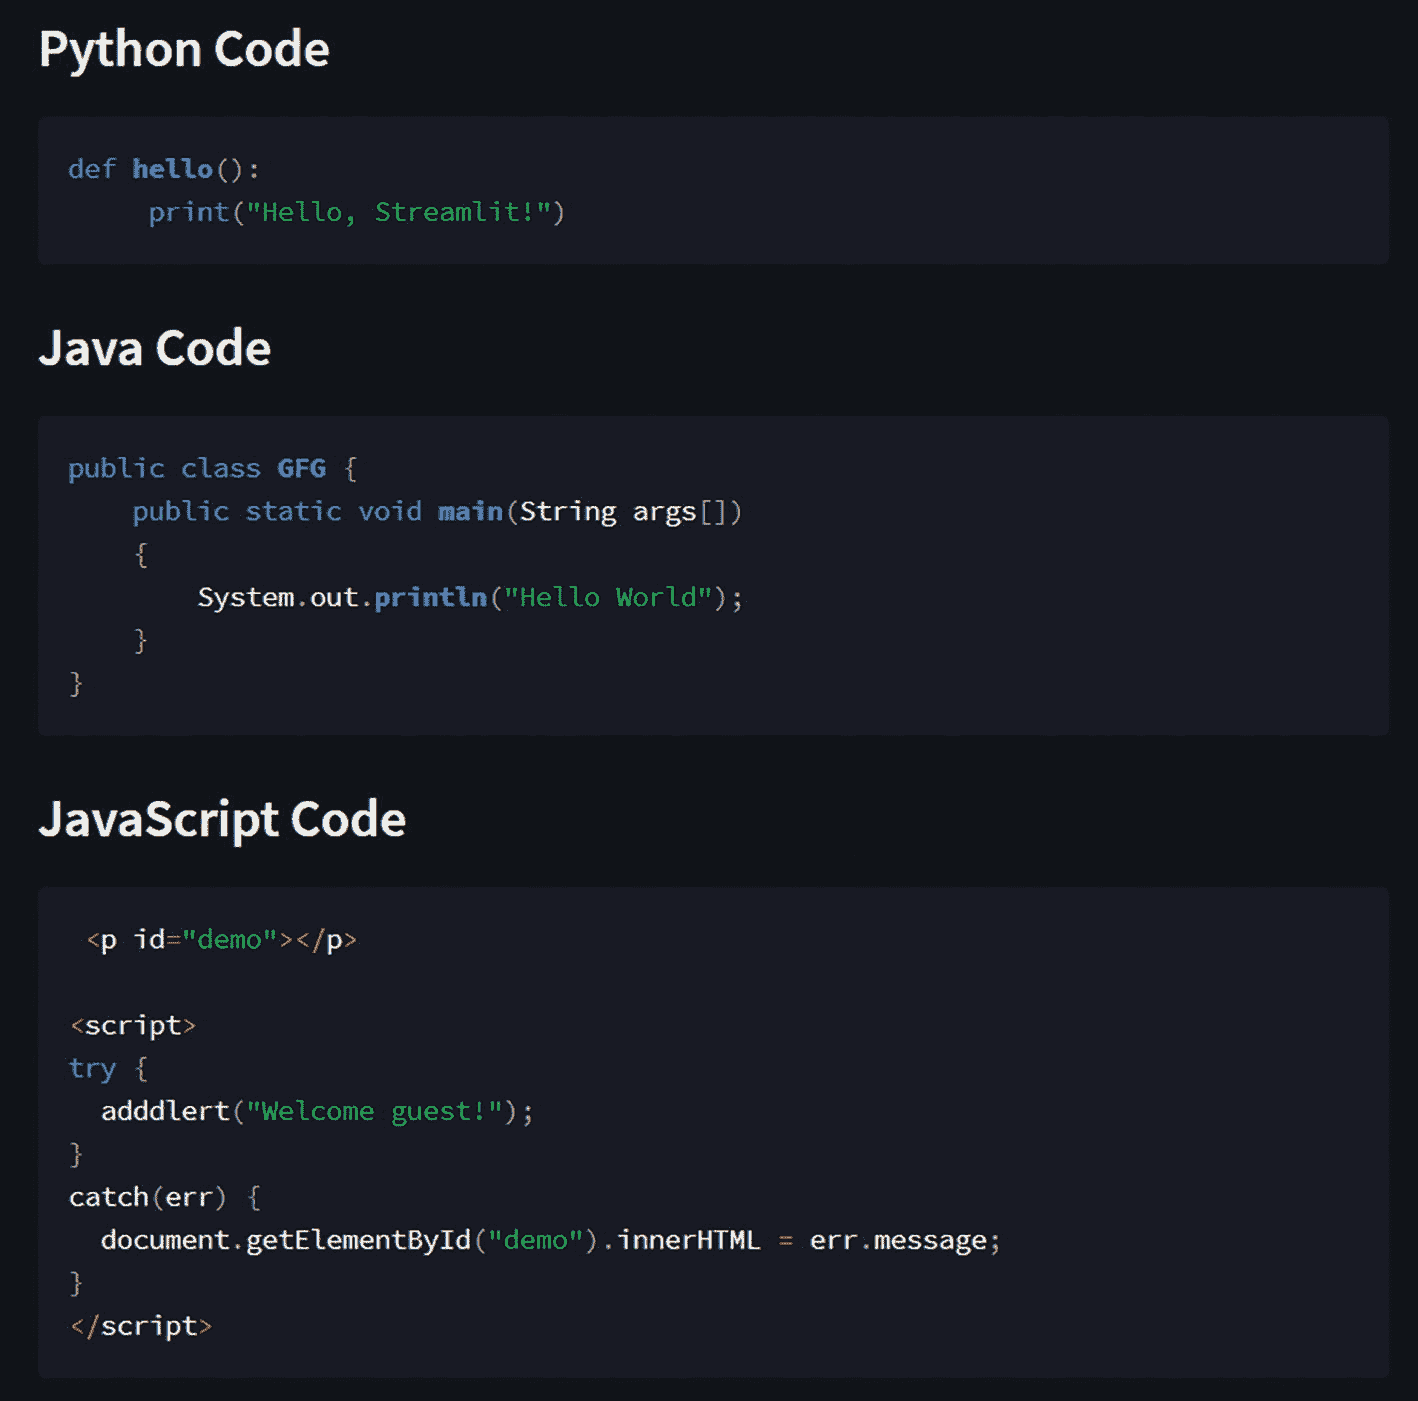 Python Code
def hello():
     print("Hello, Streamlit!")
Java Code
public class GFG {
    public static void main(String args[])
    {
        System.out.println("Hello World");
    }
}
JavaScript Code
 <p id="demo"></p>
<script>
try {
  adddlert("Welcome guest!");
}
catch(err) {
  document.getElementById("demo").innerHTML = err.message;
}
</script>